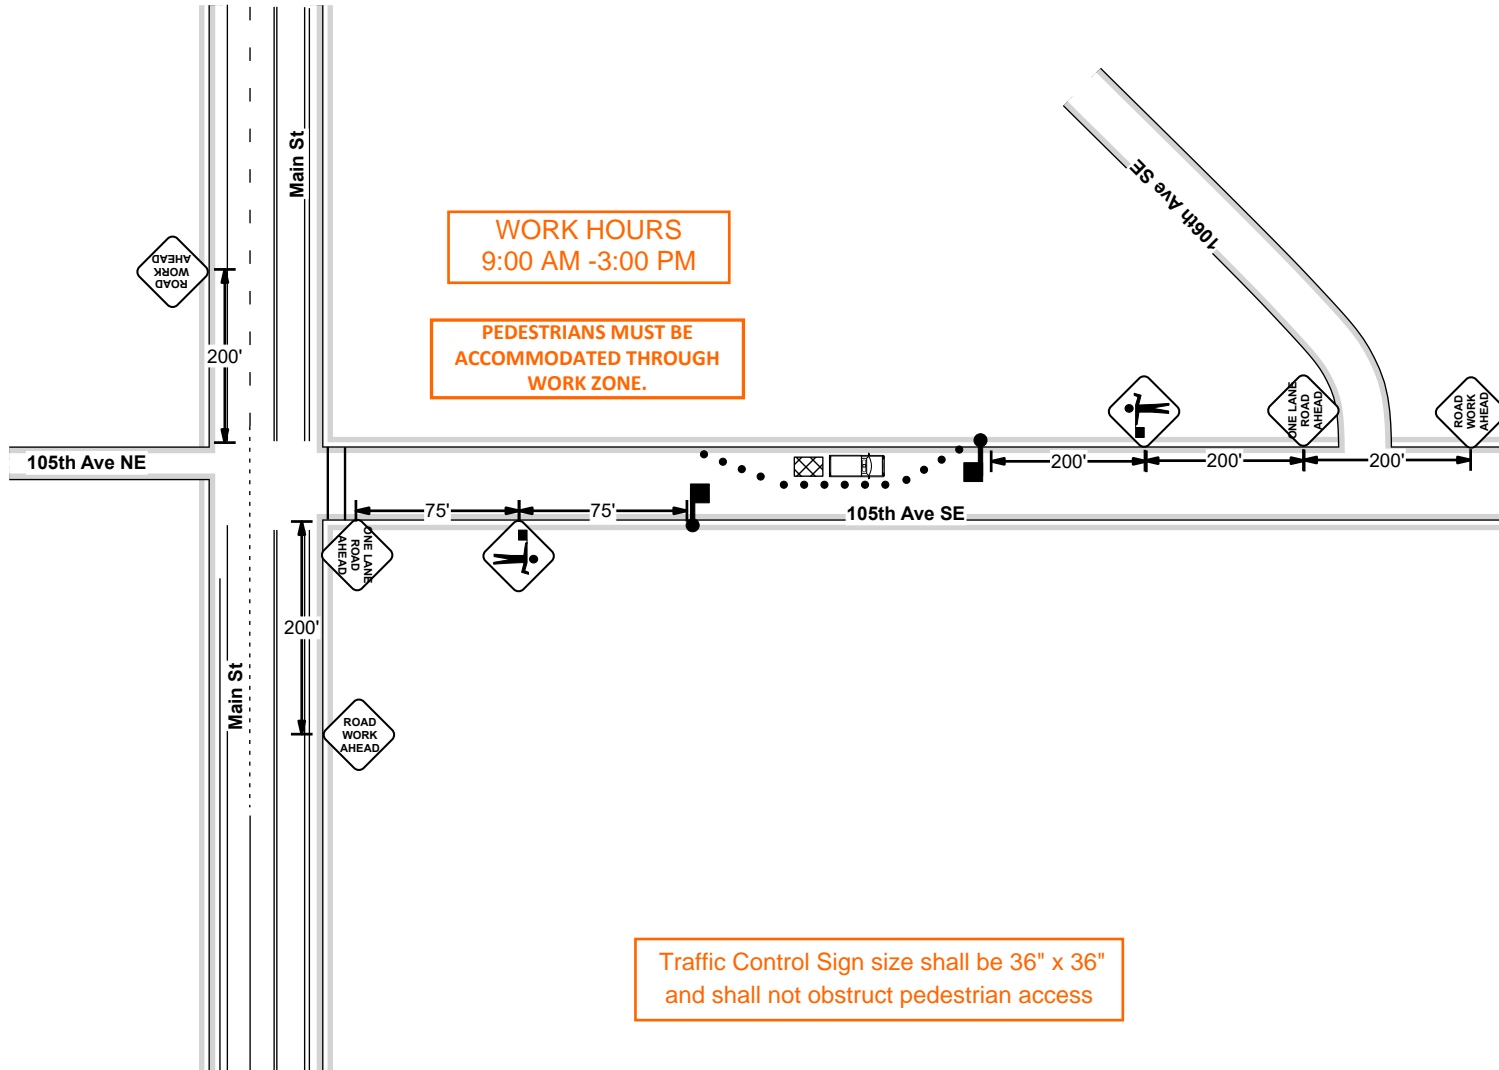 Main St
WORK HOURS
9:00 AM -3:00 PM
ROAD
WORK
AHEAD
200'
PEDESTRIANS MUST BE
ACCOMMODATED THROUGH
WORK ZONE.
106th Ave SE
ONE LANE
ROAD
AHEAD
ROAD
WORK
AHEAD
105th Ave NE
200'
200'
200'
75'
75'
105th Ave SE
ONE LANE
ROAD
AHEAD
200'
Main St
ROAD
WORK
AHEAD
Traffic Control Sign size shall be 36" x 36"
and shall not obstruct pedestrian access